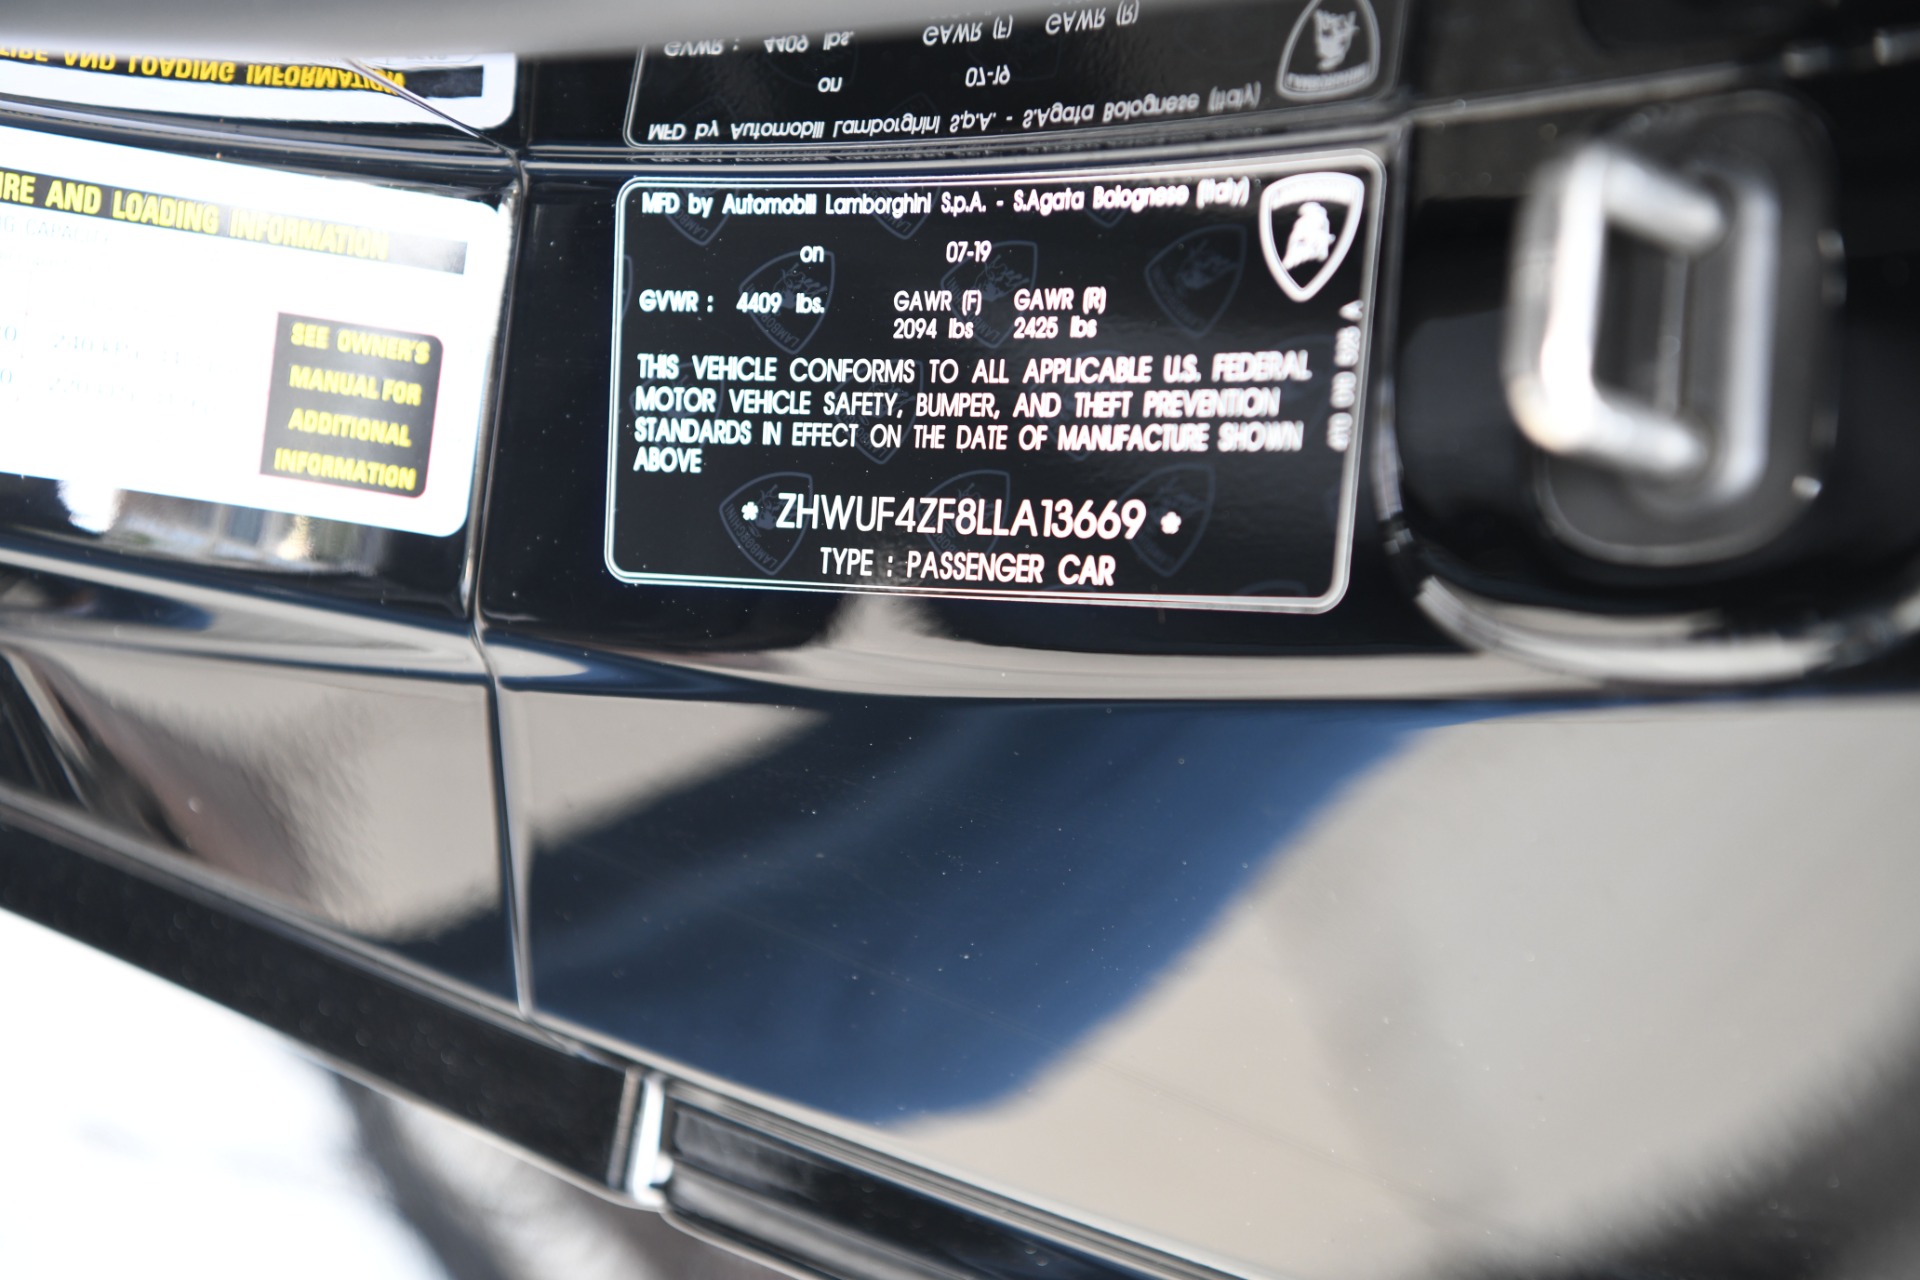 MFD by Automobili Lamborghini S.p.A. - S.Agata Bolognese (Italy)
on 07-19
GVWR : 4409 lbs. GAWR (F) GAWR (R)
2094 lbs 2425 lbs
THIS VEHICLE CONFORMS TO ALL APPLICABLE U.S. FEDERAL
MOTOR VEHICLE SAFETY, BUMPER, AND THEFT PREVENTION
STANDARDS IN EFFECT ON THE DATE OF MANUFACTURE SHOWN
ABOVE
* ZHWUF4ZF8LLA13669 *
TYPE : PASSENGER CAR
AND LOADING INFORMATION
SEE OWNER'S
MANUAL FOR
ADDITIONAL
INFORMATION